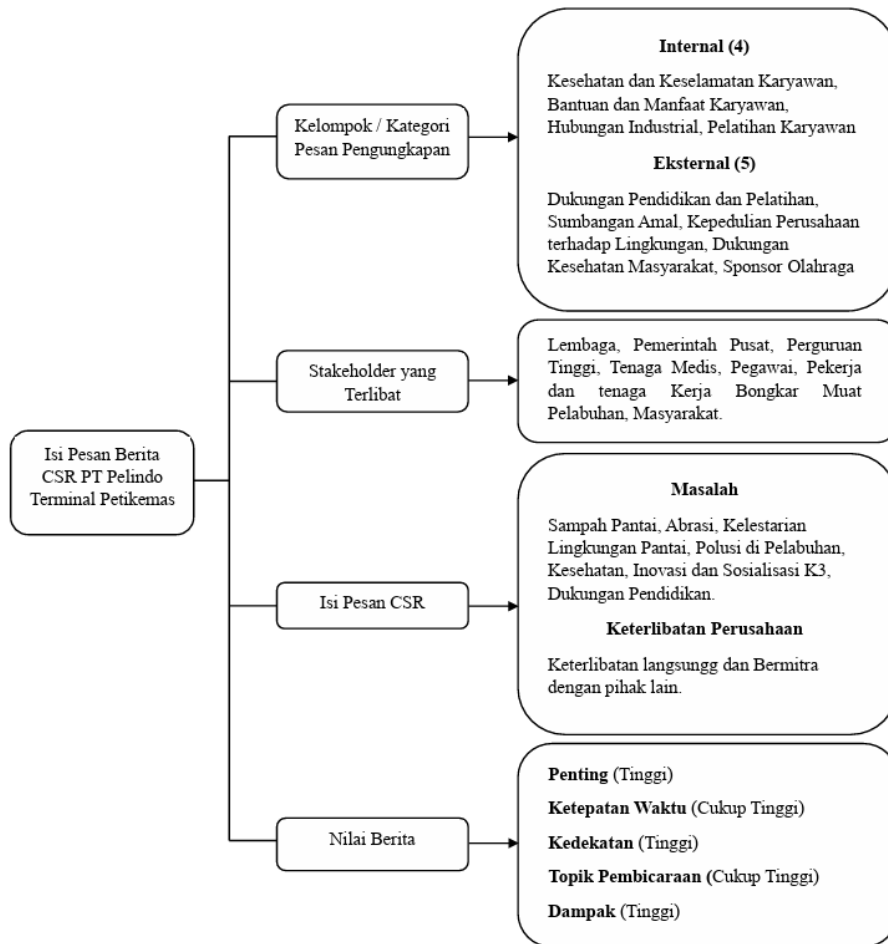 Internal (4)
Kesehatan dan Keselamatan Karyawan,
Bantuan dan Manfaat Karyawan,
Hubungan Industrial, Pelatihan Karyawan
Eksternal (5)
Dukungan Pendidikan dan Pelatihan,
Sumbangan Amal, Kepedulian Perusahaan
terhadap Lingkungan, Dukungan
Kesehatan Masyarakat, Sponsor Olahraga
Kelompok / Kategori
Pesan Pengungkapan
Lembaga, Pemerintah Pusat, Perguruan
Tinggi, Tenaga Medis, Pegawai, Pekerja
dan tenaga Kerja Bongkar Muat
Pelabuhan, Masyarakat.
Stakeholder yang
Terlibat
Isi Pesan Berita
CSR PT Pelindo
Terminal Petikemas
Masalah
Sampah Pantai, Abrasi, Kelestarian
Lingkungan Pantai, Polusi di Pelabuhan,
Kesehatan, Inovasi dan Sosialisasi K3,
Dukungan Pendidikan.
Keterlibatan Perusahaan
Keterlibatan langsungg dan Bermitra
dengan pihak lain.
Isi Pesan CSR
Penting (Tinggi)
Ketepatan Waktu (Cukup Tinggi)
Kedekatan (Tinggi)
Topik Pembicaraan (Cukup Tinggi)
Dampak (Tinggi)
Nilai Berita